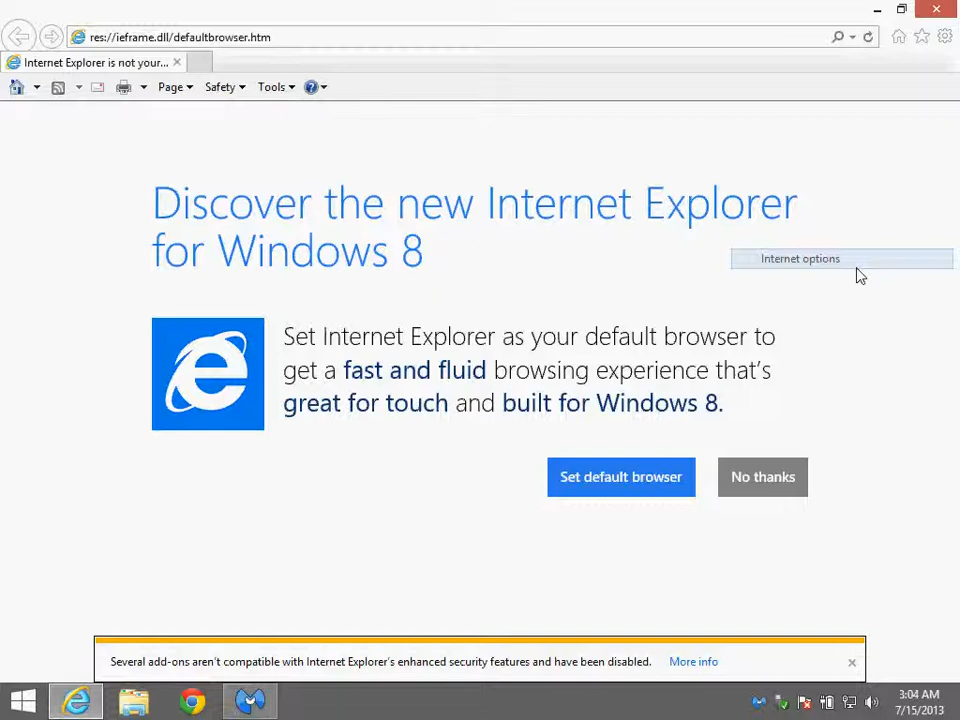 res://ieframe.dll/defaultbrowser.htm
Internet Explorer is not your...
Page Safety Tools
Discover the new Internet Explorer
for Windows 8
Internet options
Set Internet Explorer as your default browser to
get a fast and fluid browsing experience that's
great for touch and built for Windows 8.
Set default browser No thanks
Several add-ons aren't compatible with Internet Explorer's enhanced security features and have been disabled. More info
3:04 AM
7/15/2013